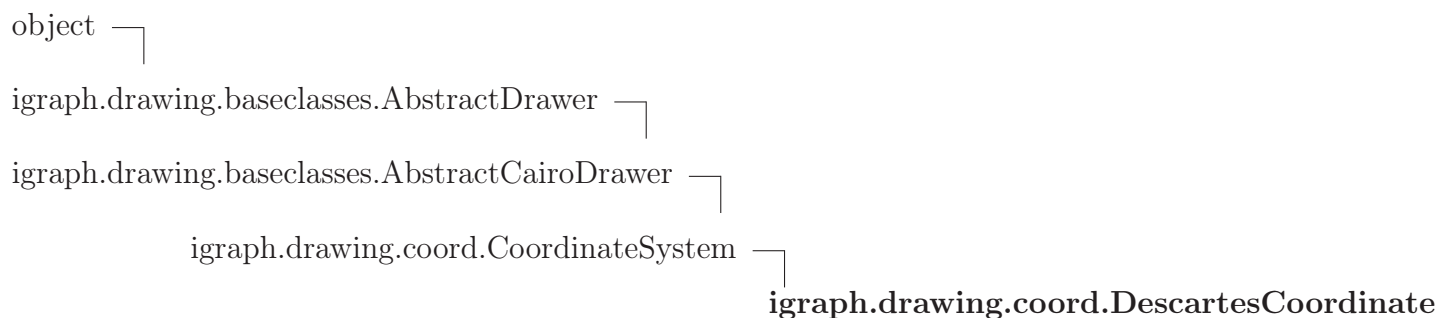 object
igraph.drawing.baseclasses.AbstractDrawer
igraph.drawing.baseclasses.AbstractCairoDrawer
igraph.drawing.coord.CoordinateSystem
igraph.drawing.coord.DescartesCoordinate